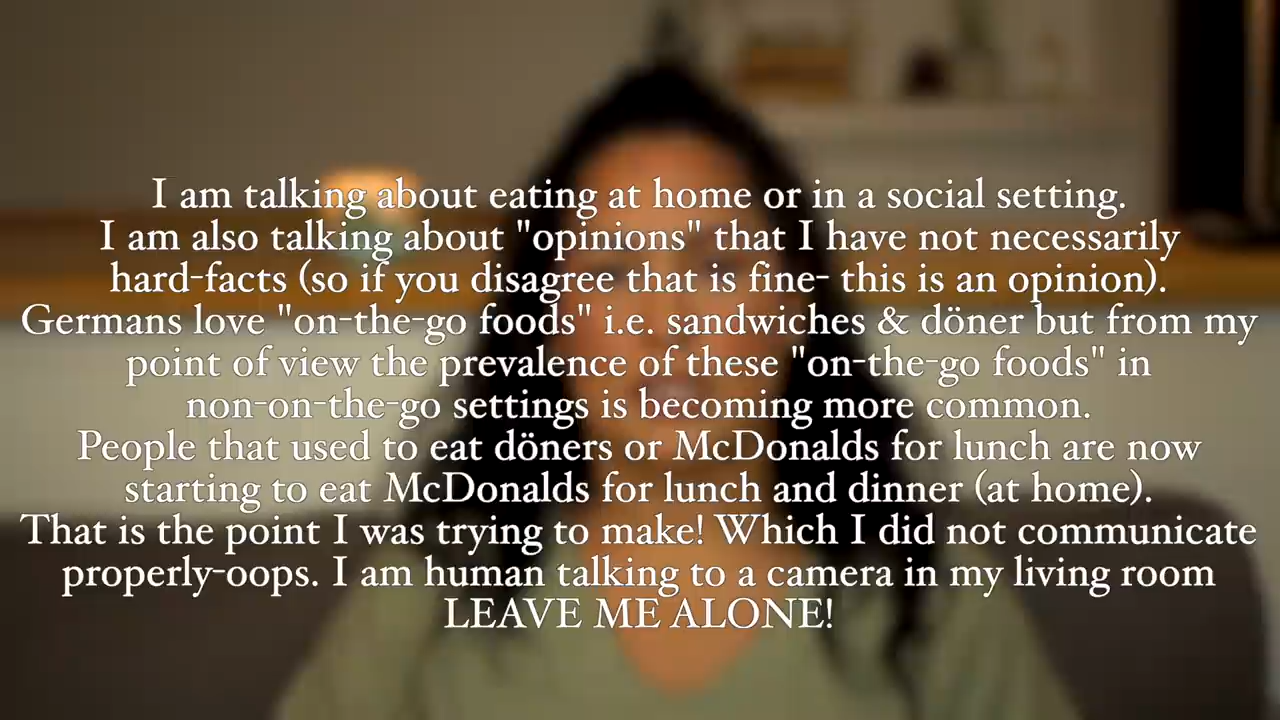 I am talking about eating at home or in a social setting.
I am also talking about "opinions" that I have not necessarily
hard-facts (so if you disagree that is fine- this is an opinion).
Germans love "on-the-go foods" i.e. sandwiches & döner but from my
point of view the prevalence of these "on-the-go foods" in
non-on-the-go settings is becoming more common.
People that used to eat döners or McDonalds for lunch are now
starting to eat McDonalds for lunch and dinner (at home).
That is the point I was trying to make! Which I did not communicate
properly-oops. I am human talking to a camera in my living room
LEAVE ME ALONE!